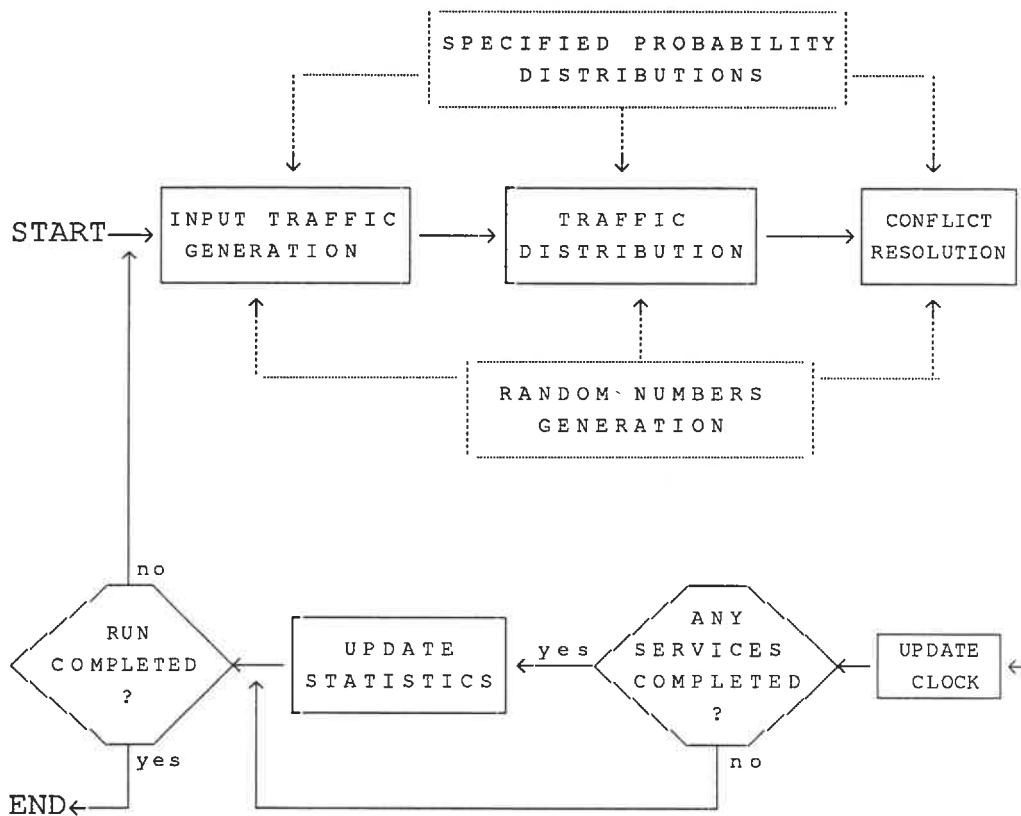 SPECIFIED PROBABILITY
DISTRIBUTIONS
START
INPUT TRAFFIC
GENERATION
TRAFFIC
DISTRIBUTION
CONFLICT
RESOLUTION
RANDOM-NUMBERS
GENERATION
no
RUN
COMPLETED
?
yes
END
UPDATE
STATISTICS
yes
ANY
SERVICES
COMPLETED
?
no
UPDATE
CLOCK